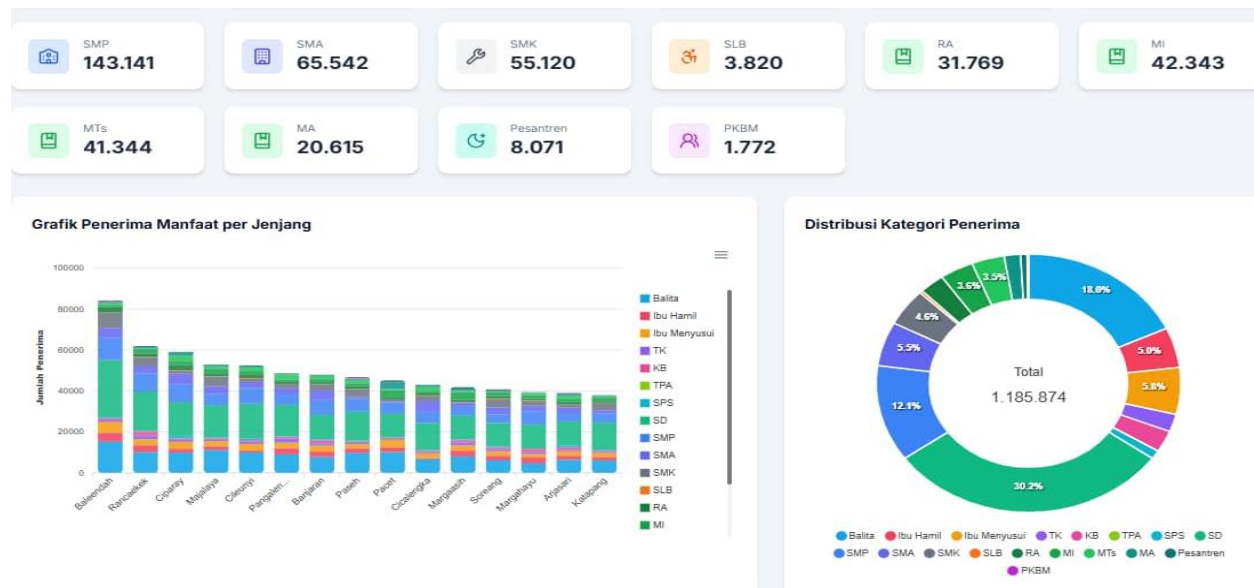 SMP
143.141
SMA
65.542
SMK
55.120
SLB
3.820
RA
31.769
MI
42.343
MTs
41.344
MA
20.615
Pesantren
8.071
PKBM
1.772
Grafik Penerima Manfaat per Jenjang
Jumlah Penerima
100000
80000
60000
40000
20000
0
Baleendah
Rancaekek
Ciparay
Majalaya
Cileunyi
Pangalen...
Banjaran
Paseh
Pacet
Cicalengka
Margaasih
Soreang
Margahayu
Arjasari
Katapang
Balita
Ibu Hamil
Ibu Menyusui
TK
KB
TPA
SPS
SD
SMP
SMA
SMK
SLB
RA
MI
Distribusi Kategori Penerima
18.0%
5.0%
5.8%
30.2%
12.1%
5.5%
4.6%
3.6%
3.5%
Total
1.185.874
Balita Ibu Hamil Ibu Menyusui TK KB TPA SPS SD
SMP SMA SMK SLB RA MI MTs MA Pesantren
PKBM